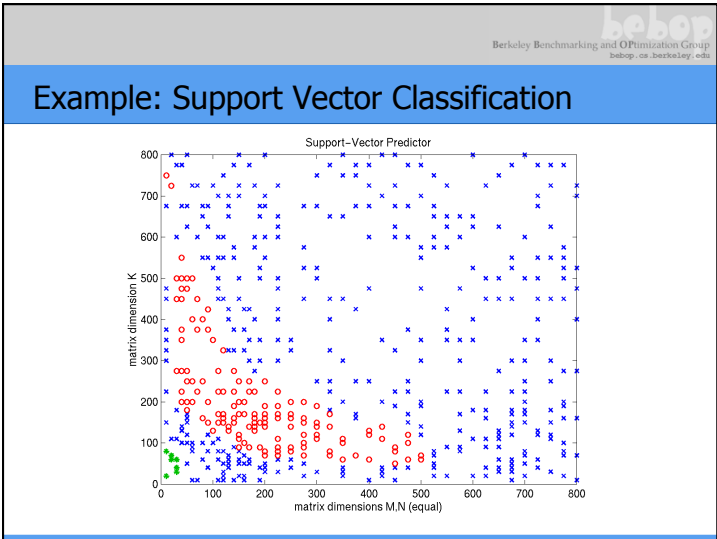 bebop
Berkeley Benchmarking and OPtimization Group
bebop.cs.berkeley.edu
Example: Support Vector Classification
Support-Vector Predictor
800
700
600
500
400
300
200
100
0
matrix dimension K
0 100 200 300 400 500 600 700 800
matrix dimensions M,N (equal)